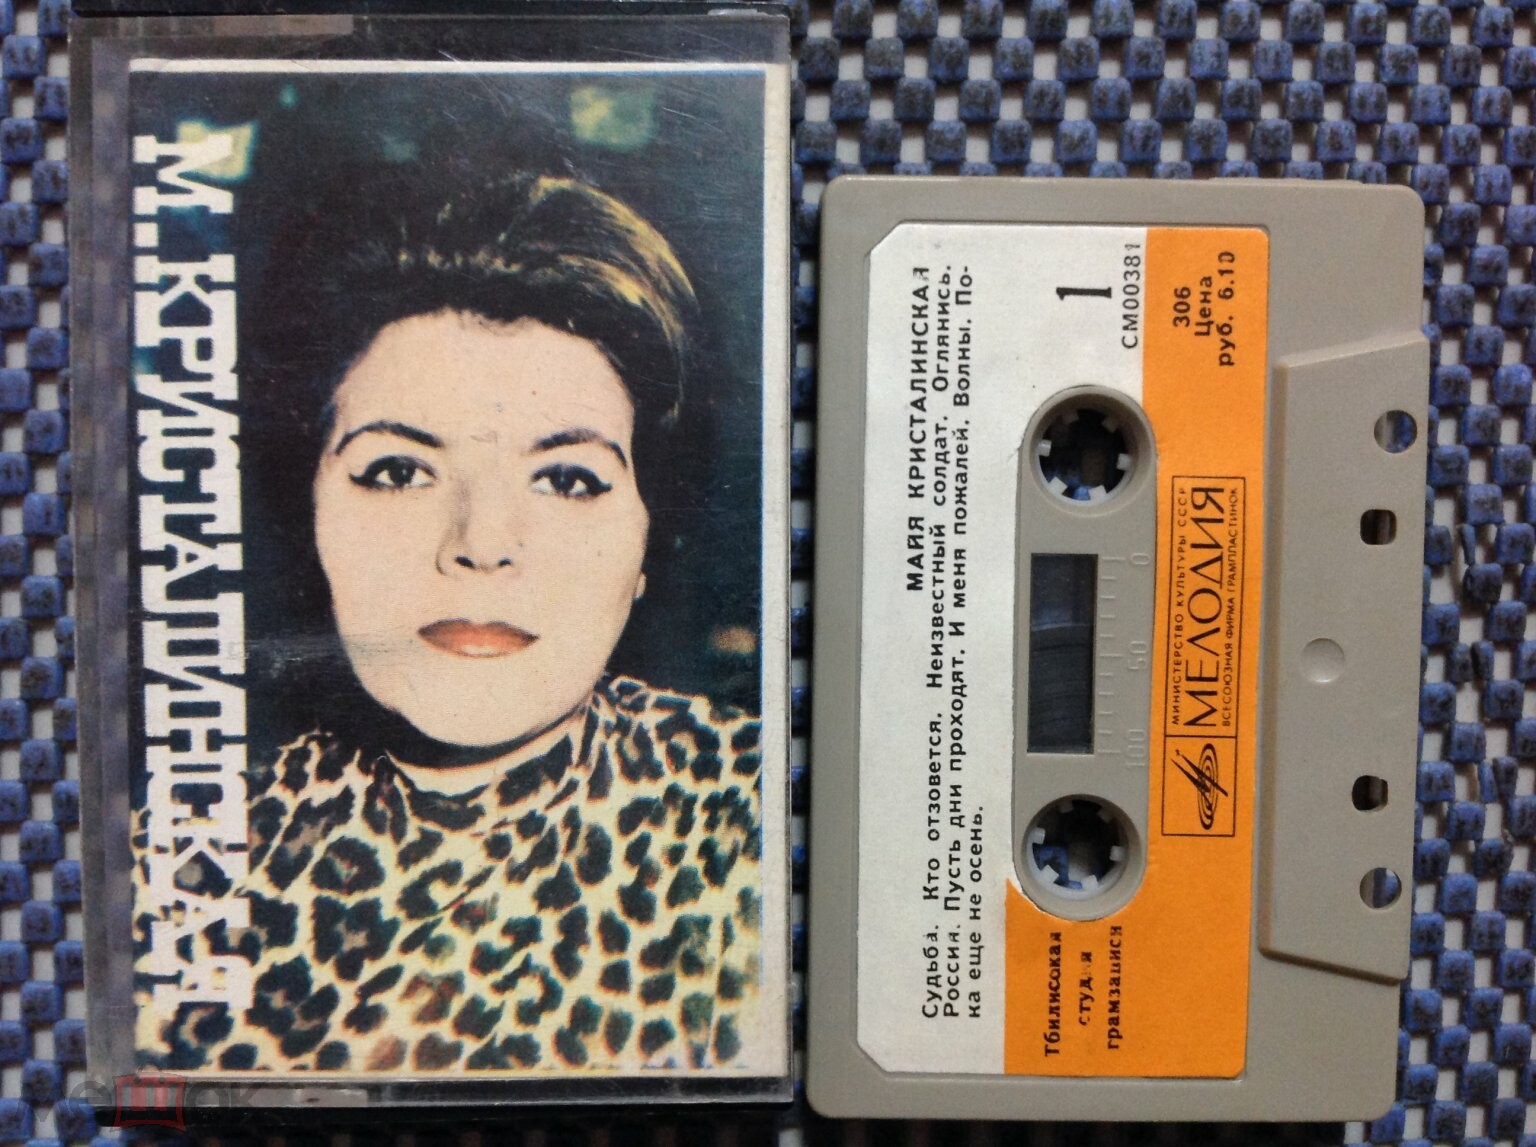 М. КРИСТАЛИНСКАЯ
МАЙЯ КРИСТАЛИНСКАЯ
Судьба. Кто отзовется. Неизвестный солдат. Оглянись.
Россия. Пусть дни проходят. И меня пожалей. Волны. По-
ка еще не осень.
1
СМ00381
306
Цена
руб. 6.10
МИНИСТЕРСТВО КУЛЬТУРЫ СССР
МЕЛОДИЯ
ВСЕСОЮЗНАЯ ФИРМА ГРАМПЛАСТИНОК
100 50 0
Тбилисская
студия
грамзаписи
мешок